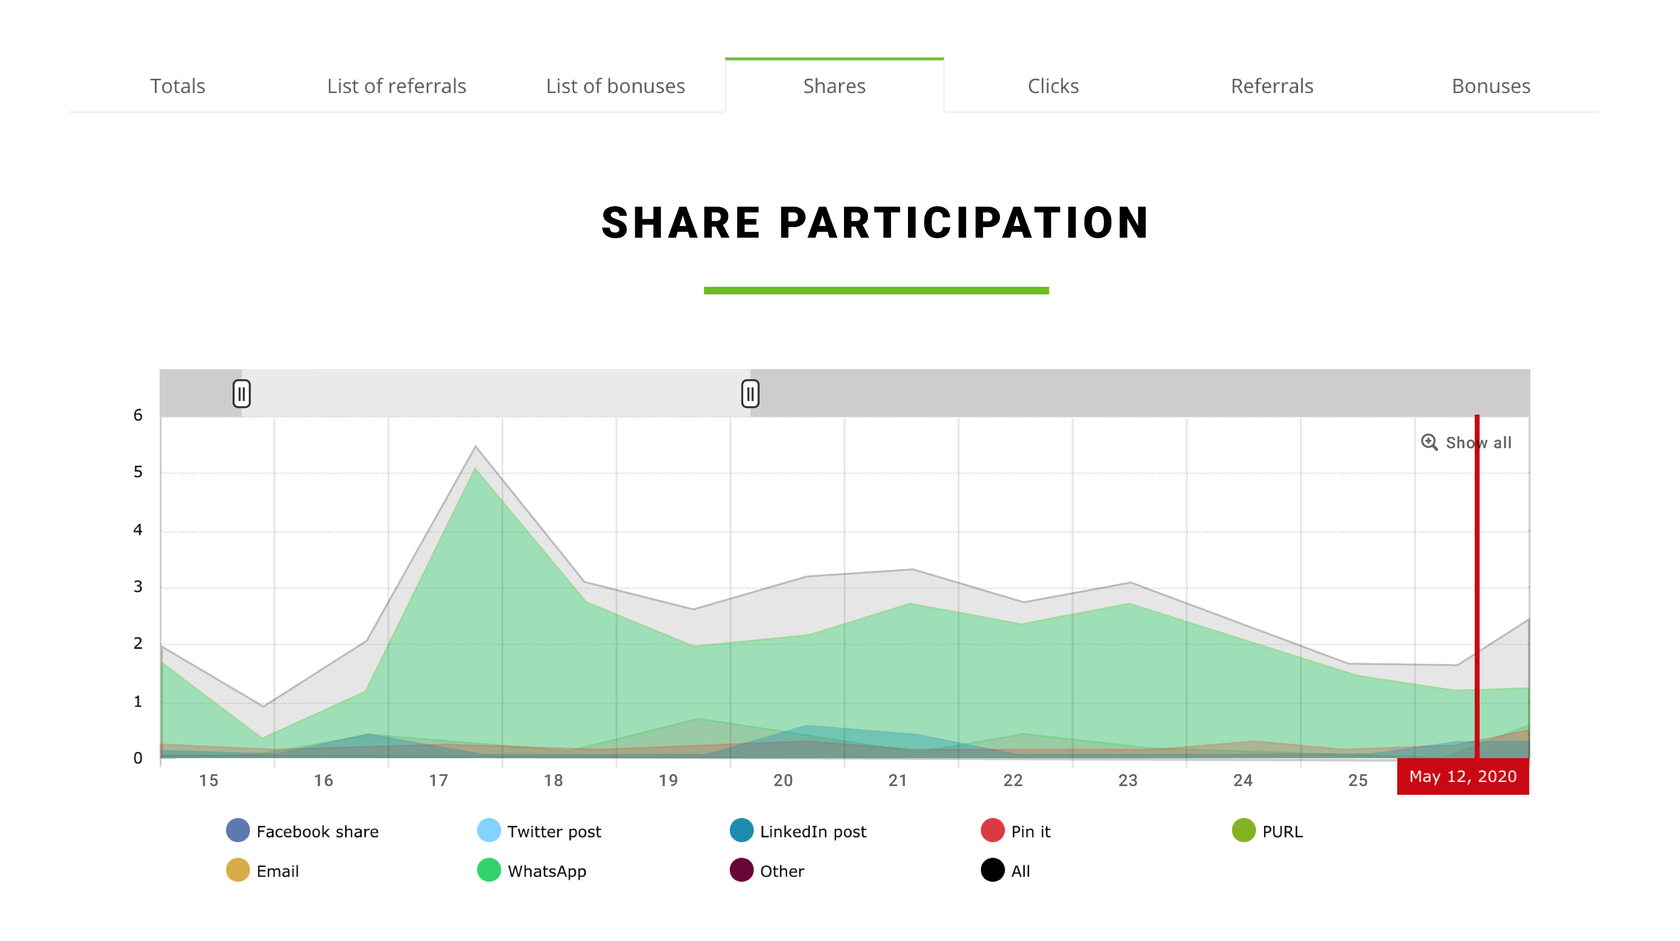 Totals List of referrals List of bonuses Shares Clicks Referrals Bonuses
SHARE PARTICIPATION
6
Show all
5
4
3
2
1
0
15 16 17 18 19 20 21 22 23 24 25 May 12, 2020
Facebook share Twitter post LinkedIn post Pin it PURL
Email WhatsApp Other All